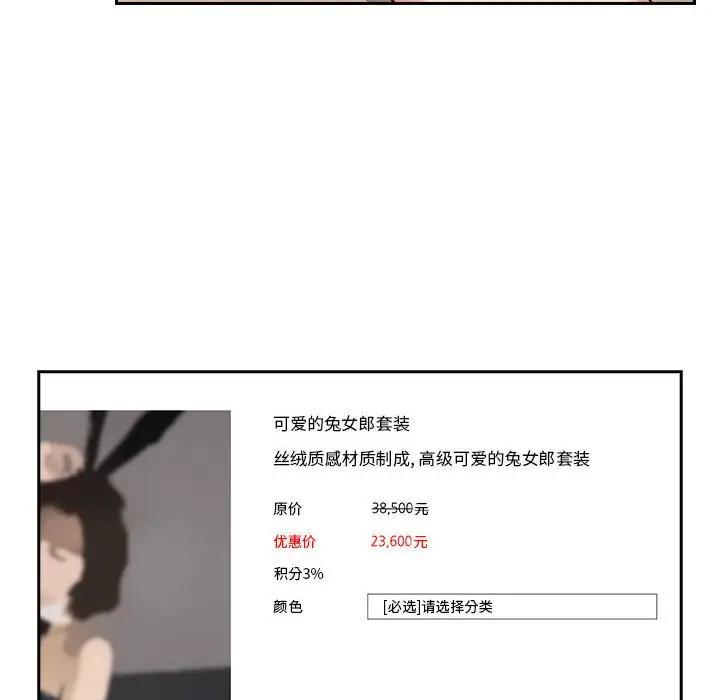 可爱的兔女郎套装
丝绒质感材质制成, 高级可爱的兔女郎套装
原价 38,500元
优惠价 23,600元
积分3%
颜色 [必选]请选择分类